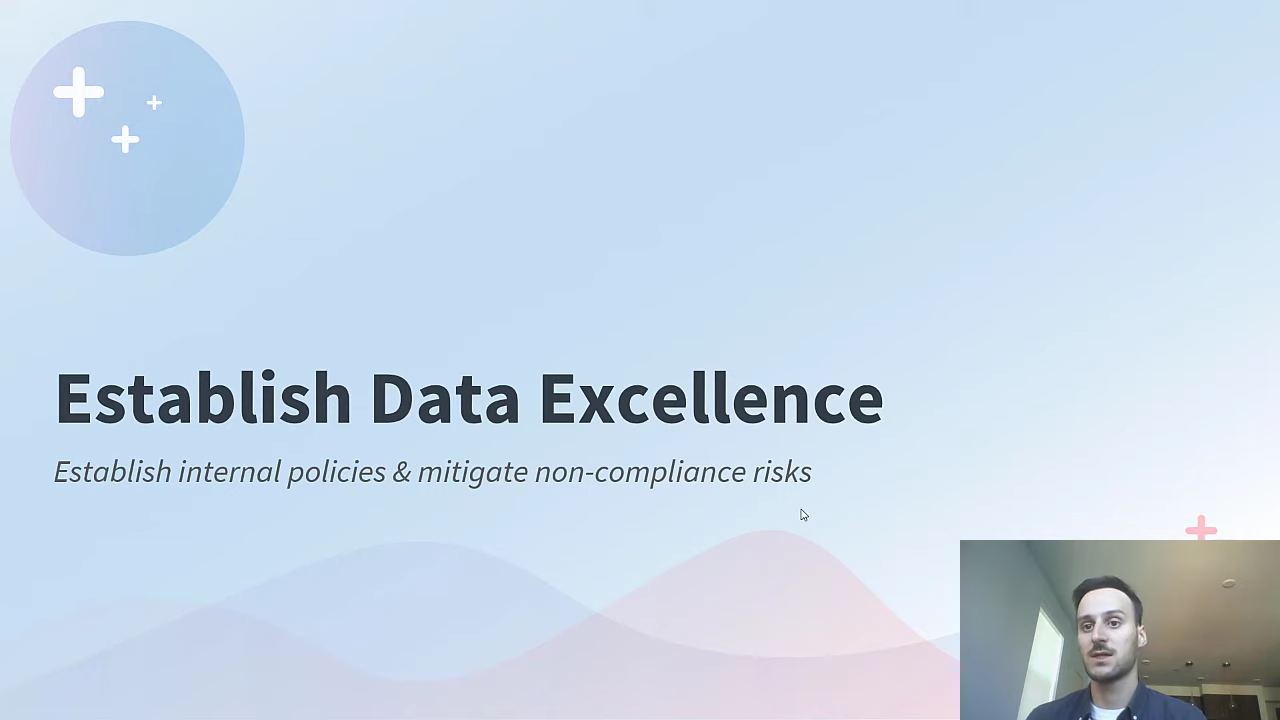 Establish Data Excellence
Establish internal policies & mitigate non-compliance risks